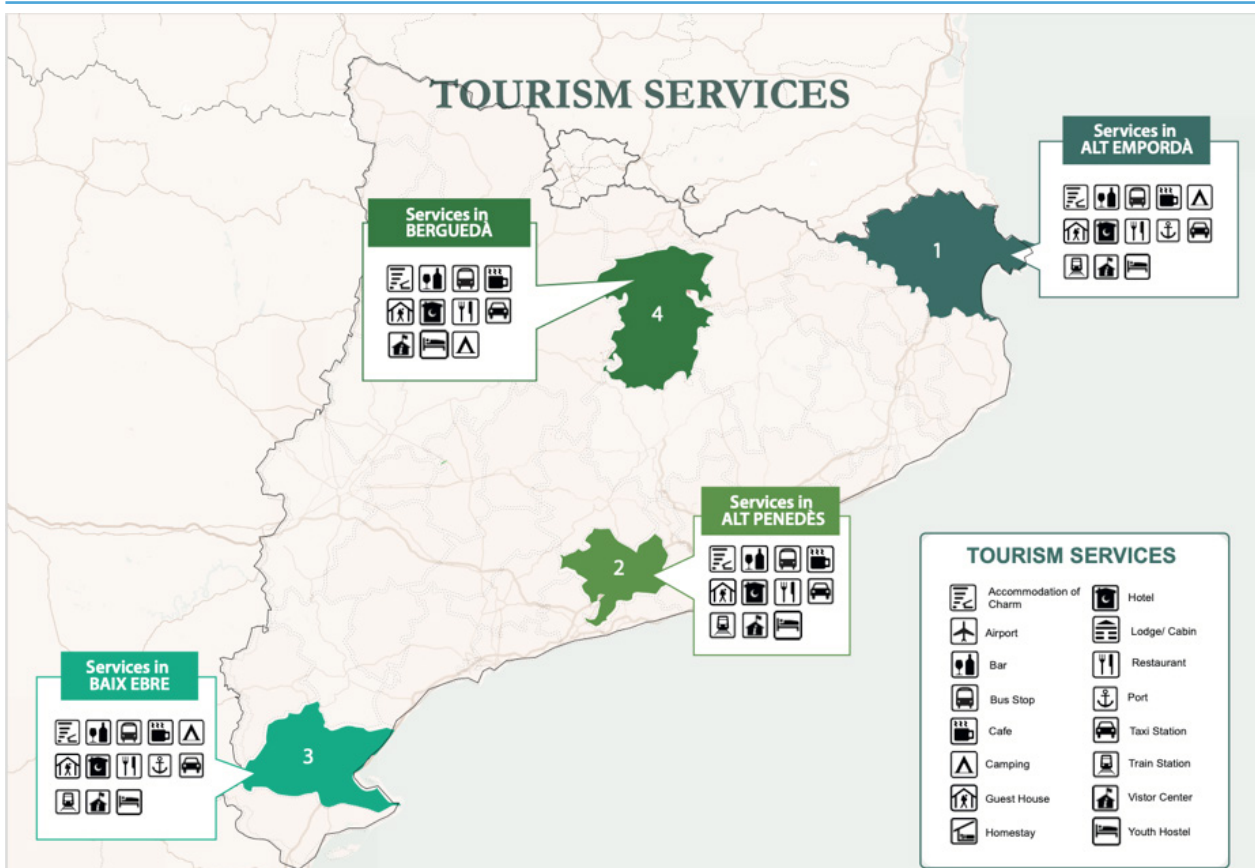 TOURISM SERVICES
Services in
ALT EMPORDÀ
Services in
BERGUEDÀ
1
4
Services in
ALT PENEDÈS
2
Services in
BAIX EBRE
3
TOURISM SERVICES
Accommodation of
Charm
Hotel
Airport
Lodge/ Cabin
Bar
Restaurant
Bus Stop
Port
Cafe
Taxi Station
Camping
Train Station
Guest House
Vistor Center
Homestay
Youth Hostel